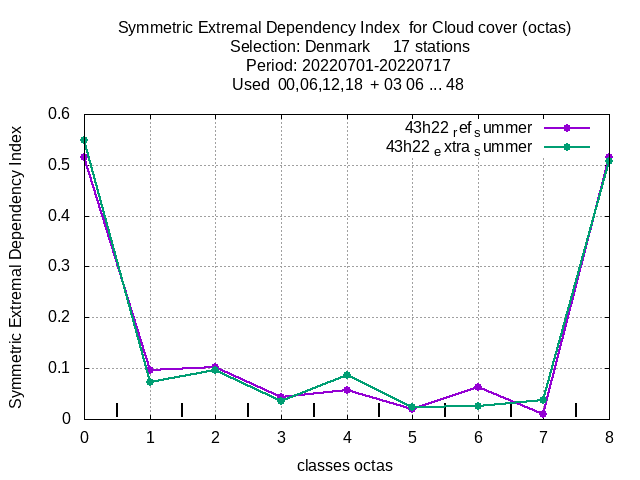 Symmetric Extremal Dependency Index  for Cloud cover (octas)
Selection: Denmark     17 stations
Period: 20220701-20220717
Used  00,06,12,18  + 03 06 ... 48
43h22 ref summer
43h22 extra summer
Symmetric Extremal Dependency Index
0.6
0.5
0.4
0.3
0.2
0.1
0
0 1 2 3 4 5 6 7 8
classes octas